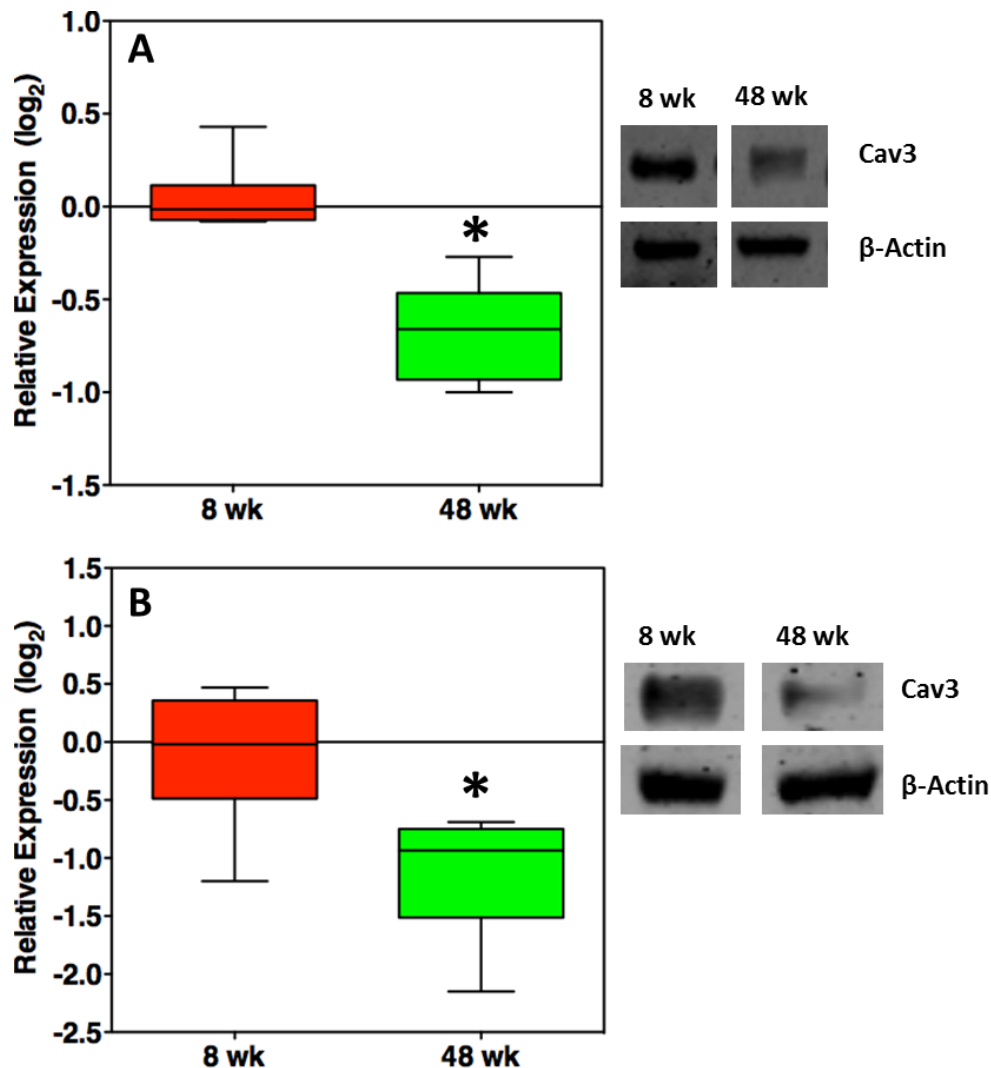 A
Relative Expression (log2)
1.0
0.5
0.0
-0.5
-1.0
-1.5
*
8 wk 48 wk
8 wk 48 wk
Cav3
β-Actin
B
Relative Expression (log2)
1.5
1.0
0.5
0.0
-0.5
-1.0
-1.5
-2.0
-2.5
*
8 wk 48 wk
8 wk 48 wk
Cav3
β-Actin